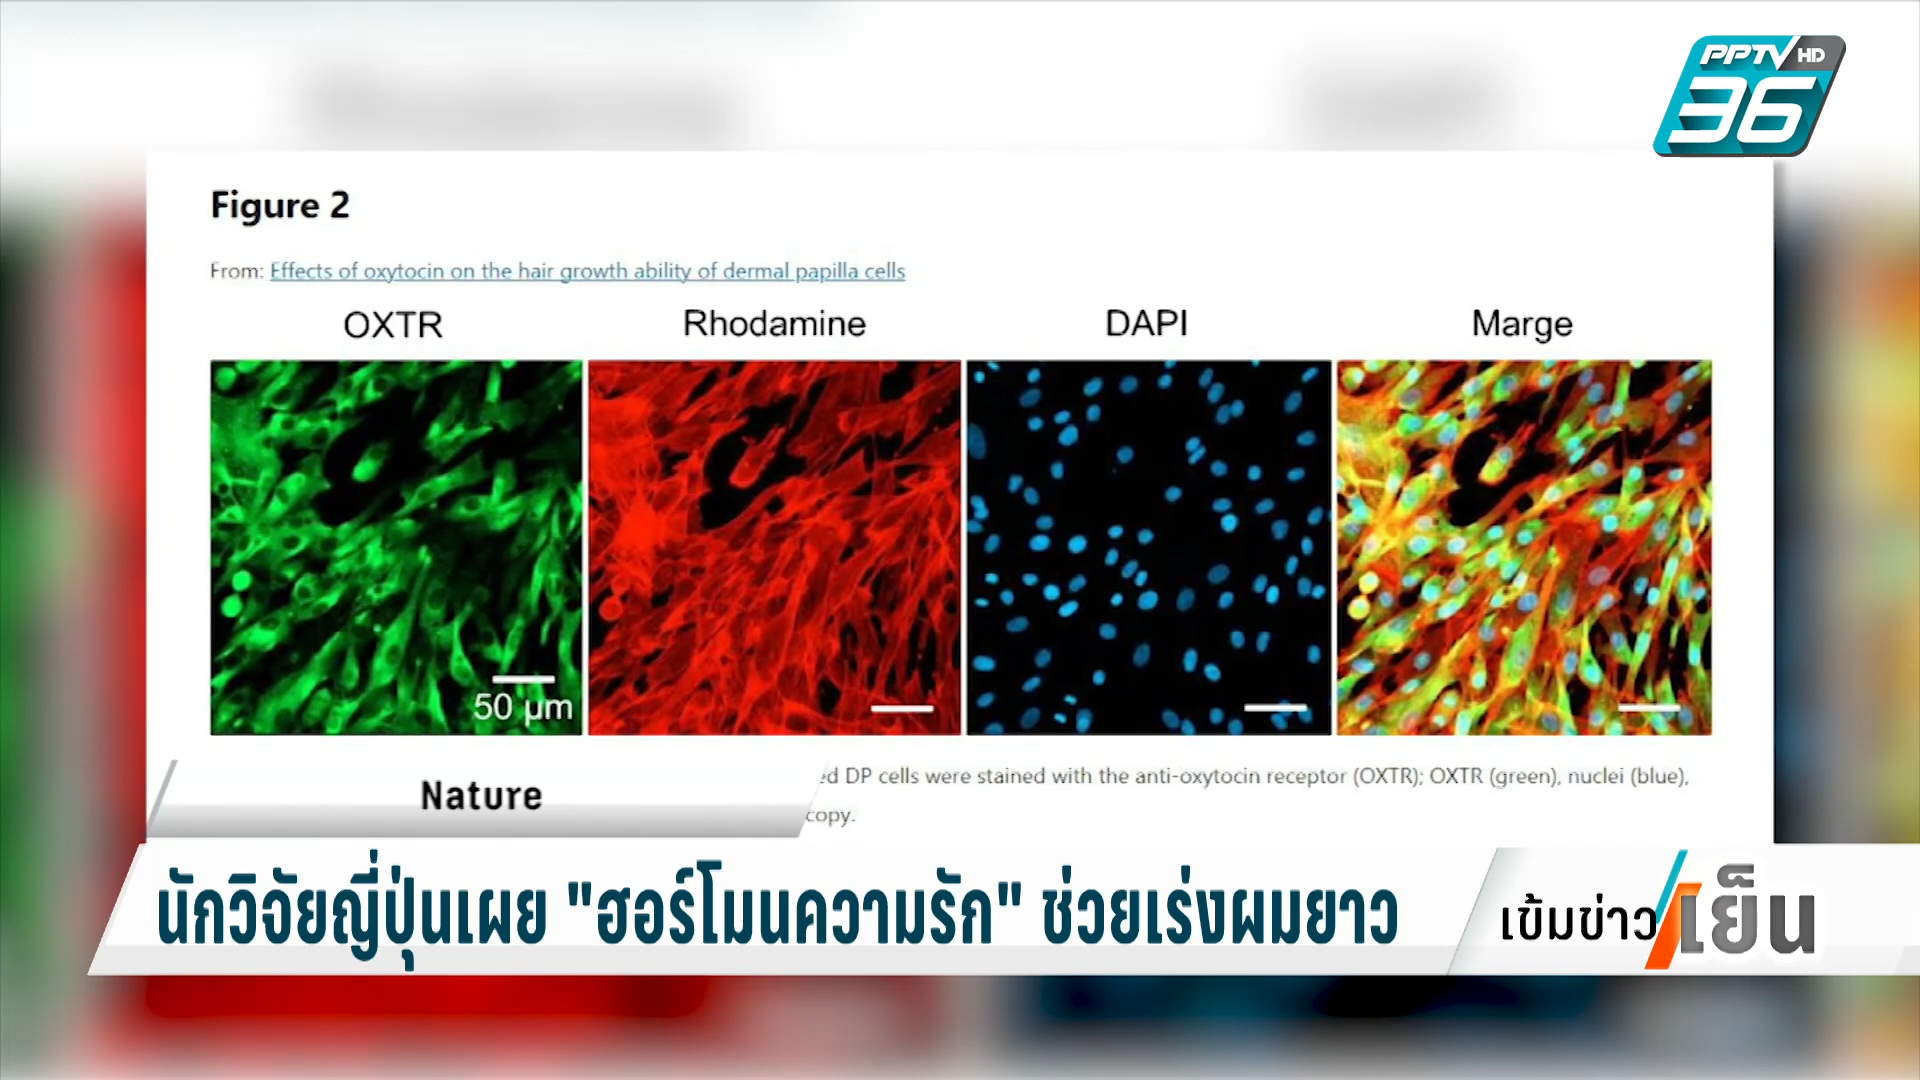 PPTV HD
36
Figure 2
From: Effects of oxytocin on the hair growth ability of dermal papilla cells
OXTR
Rhodamine
DAPI
Marge
50 µm
ed DP cells were stained with the anti-oxytocin receptor (OXTR); OXTR (green), nuclei (blue),
copy.
Nature
นักวิจัยญี่ปุ่นเผย "ฮอร์โมนความรัก" ช่วยเร่งผมยาว
เข้มข่าวเย็น